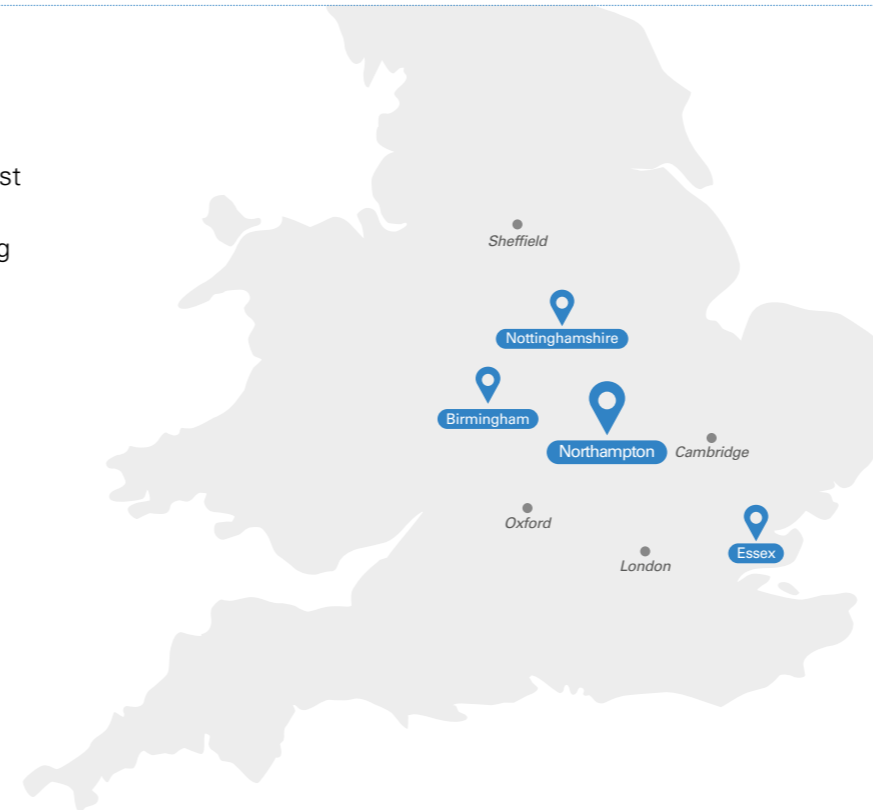 st
g
Sheffield
Nottinghamshire
Birmingham
Northampton
Cambridge
Oxford
Essex
London